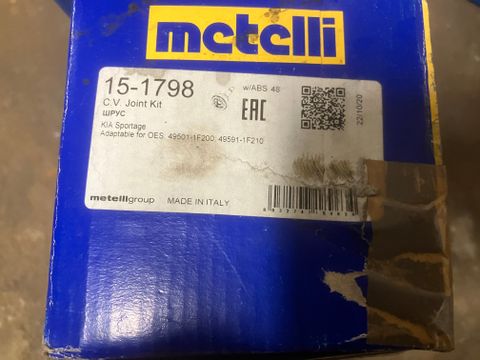 metelli
15-1798
w/ABS 48
C.V. Joint Kit
ШРУС
EAC
22/10/20
KIA Sportage
Adaptable for OES: 49501-1F200; 49591-1F210
metelligroup
MADE IN ITALY